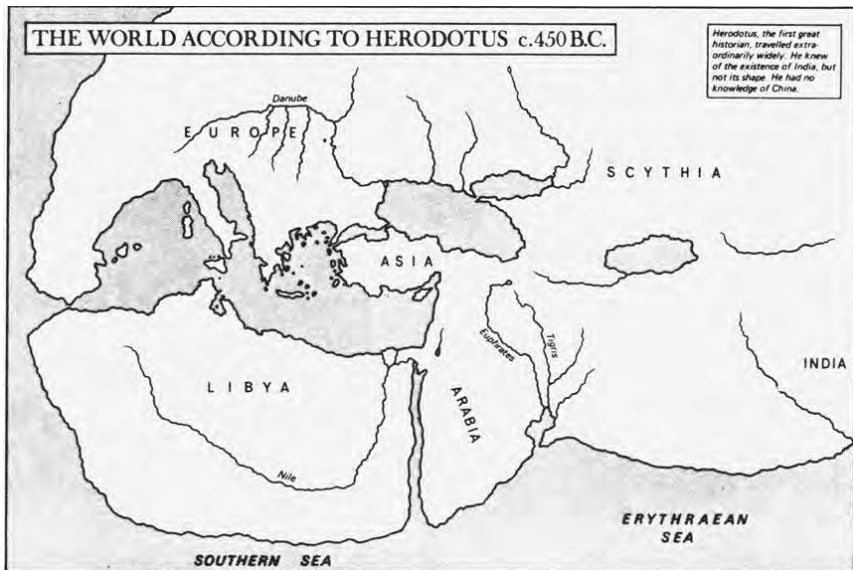 THE WORLD ACCORDING TO HERODOTUS c.450 B.C.
Herodotus, the first great
historian, travelled extra-
ordinarily widely. He knew
of the existence of India, but
not its shape. He had no
knowledge of China.
Danube
EUROPE
SCYTHIA
ASIA
Euphrates
Tigris
INDIA
LIBYA
ARABIA
Nile
ERYTHRAEAN
SEA
SOUTHERN SEA